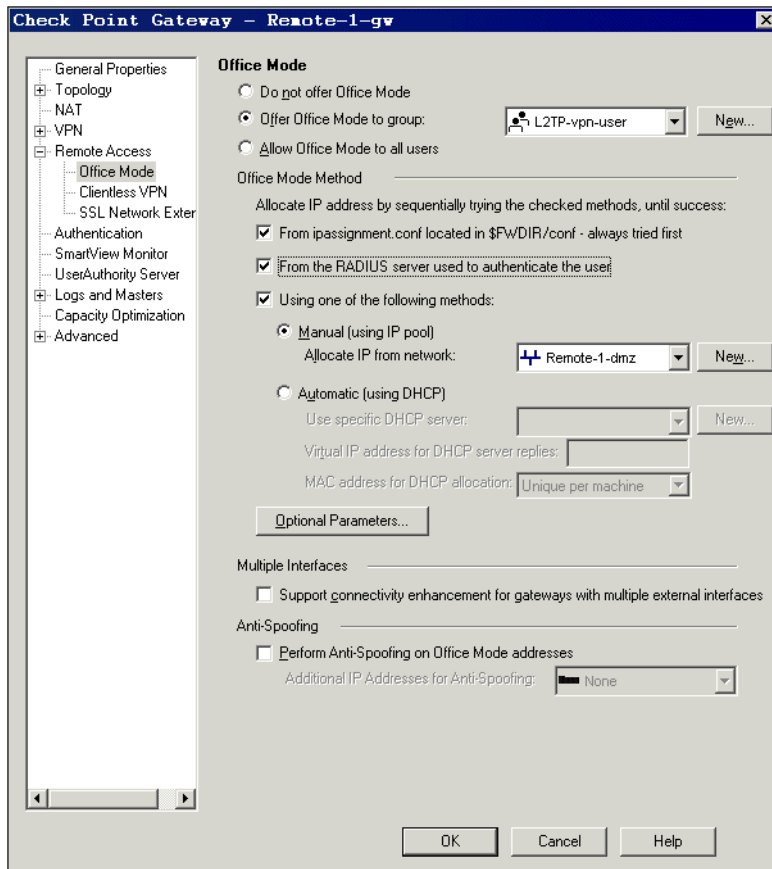 Check Point Gateway - Remote-1-gw
General Properties
Topology
NAT
VPN
Remote Access
Office Mode
Clientless VPN
SSL Network Exter
Authentication
SmartView Monitor
UserAuthority Server
Logs and Masters
Capacity Optimization
Advanced
Office Mode
Do not offer Office Mode
Offer Office Mode to group: L2TP-vpn-user New...
Allow Office Mode to all users
Office Mode Method
Allocate IP address by sequentially trying the checked methods, until success:
From ipassignment.conf located in $FWDIR/conf - always tried first
From the RADIUS server used to authenticate the user
Using one of the following methods:
Manual (using IP pool)
Allocate IP from network: Remote-1-dmz New...
Automatic (using DHCP)
Use specific DHCP server: New...
Virtual IP address for DHCP server replies:
MAC address for DHCP allocation: Unique per machine
Optional Parameters...
Multiple Interfaces
Support connectivity enhancement for gateways with multiple external interfaces
Anti-Spoofing
Perform Anti-Spoofing on Office Mode addresses
Additional IP Addresses for Anti-Spoofing: None
OK Cancel Help